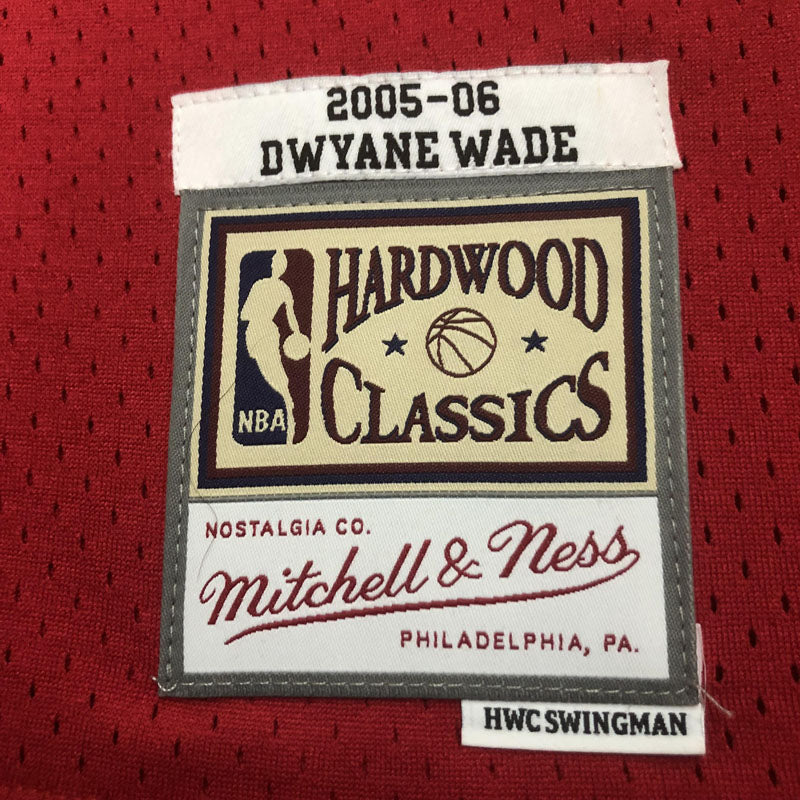 2005-06
DWYANE WADE
HARDWOOD
CLASSICS
NBA
NOSTALGIA CO.
Mitchell & Ness
PHILADELPHIA, PA.
HWC SWINGMAN